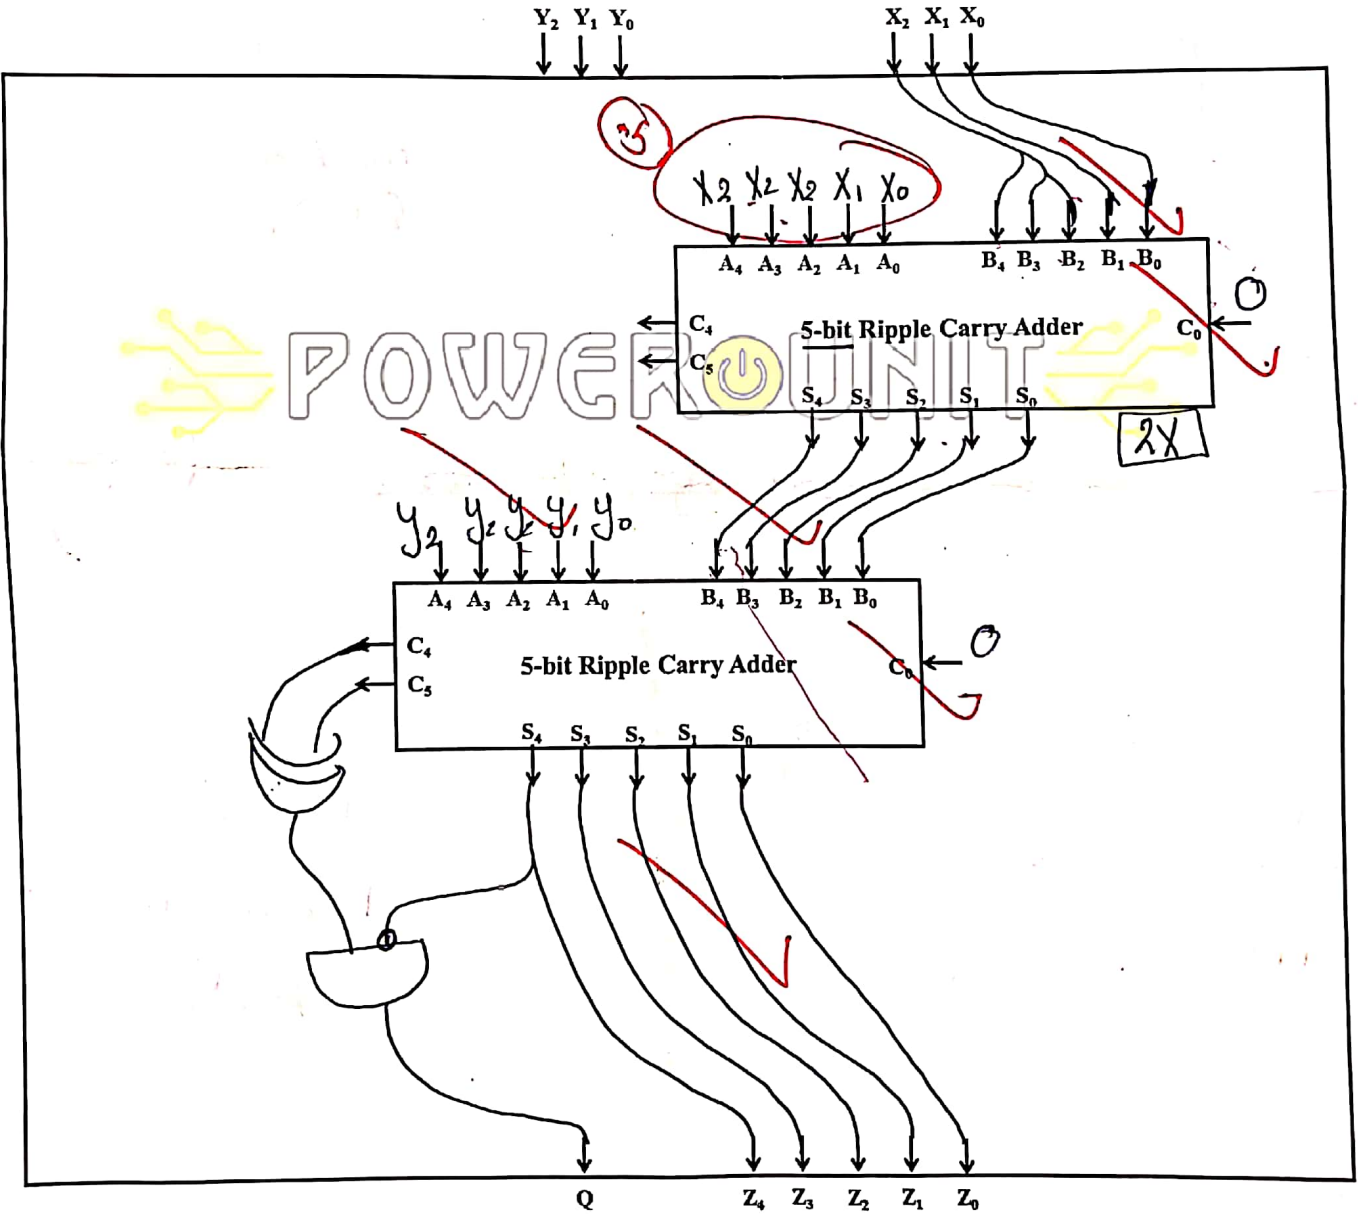 Y₂ Y₁ Y₀ X₂ X₁ X₀
X₂ X₂ X₂ X₁ X₀
A₄ A₃ A₂ A₁ A₀ B₄ B₃ B₂ B₁ B₀
0
C₄ 5-bit Ripple Carry Adder C₀
C₅
POWER UNIT
S₄ S₃ S₂ S₁ S₀
2X
y₂ y₂ y₂ y₁ y₀
A₄ A₃ A₂ A₁ A₀ B₄ B₃ B₂ B₁ B₀
0
C₄ 5-bit Ripple Carry Adder C₀
C₅
S₄ S₃ S₂ S₁ S₀
Q Z₄ Z₃ Z₂ Z₁ Z₀